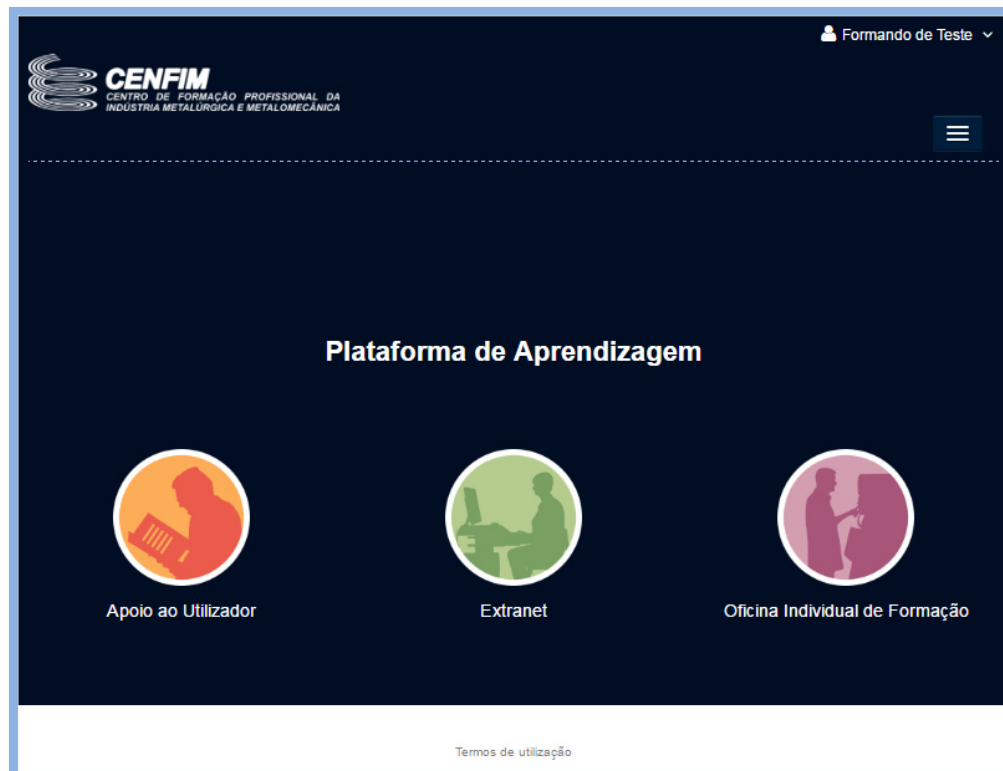 Formando de Teste
CENFIM
CENTRO DE FORMAÇÃO PROFISSIONAL DA
INDÚSTRIA METALÚRGICA E METALOMECÂNICA
Plataforma de Aprendizagem
Apoio ao Utilizador
Extranet
Oficina Individual de Formação
Termos de utilização